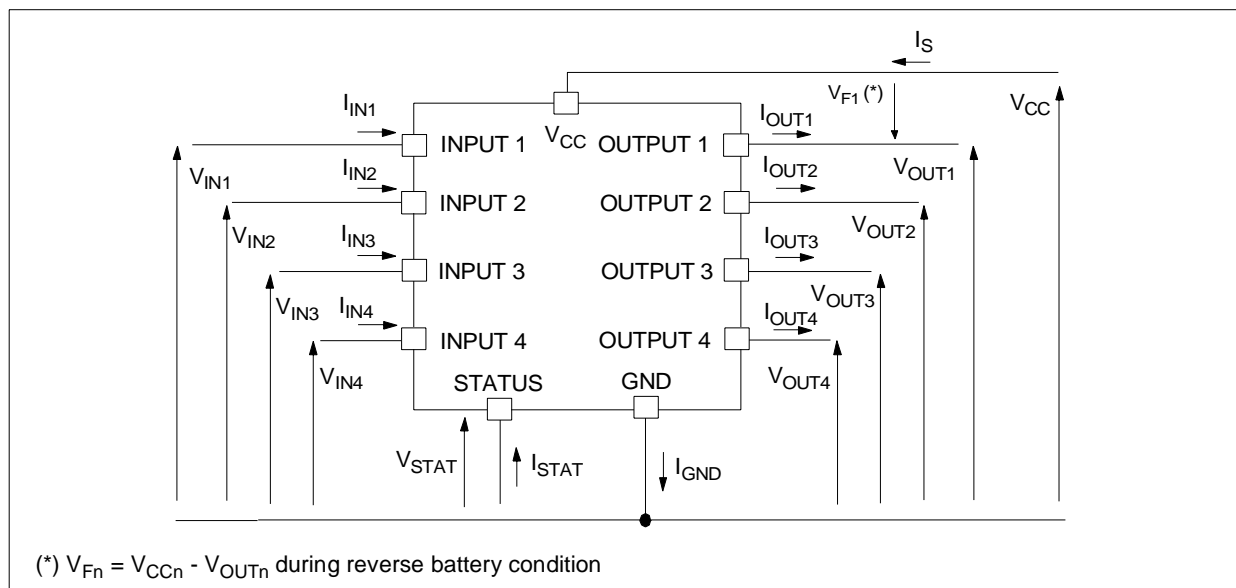 I_S
V_F1 (*)
V_CC
I_IN1
V_CC
I_OUT1
INPUT 1
OUTPUT 1
V_IN1
I_IN2
I_OUT2
V_OUT1
INPUT 2
OUTPUT 2
V_IN2
I_IN3
I_OUT3
V_OUT2
INPUT 3
OUTPUT 3
V_IN3
I_IN4
I_OUT4
V_OUT3
INPUT 4
OUTPUT 4
V_IN4
STATUS
GND
V_OUT4
V_STAT
I_STAT
I_GND
(*) V_Fn = V_CCn - V_OUTn during reverse battery condition